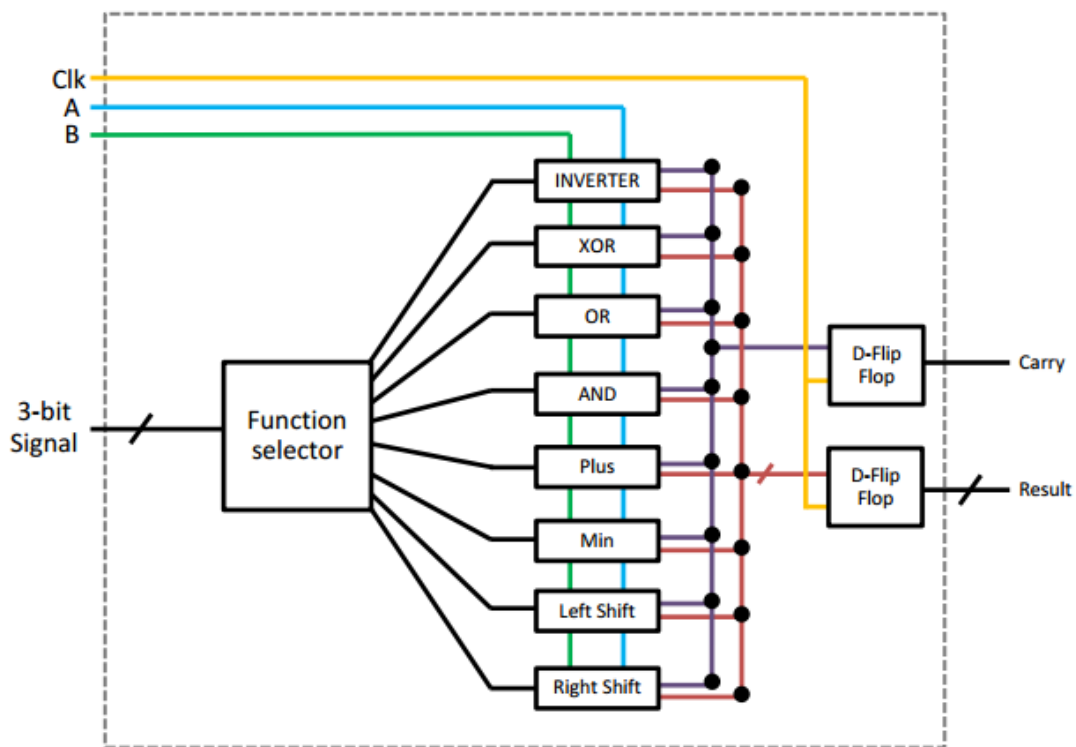 Clk
A
B
INVERTER
XOR
OR
AND
Plus
Min
Left Shift
Right Shift
3-bit
Signal
Function
selector
D-Flip
Flop
Carry
D-Flip
Flop
Result